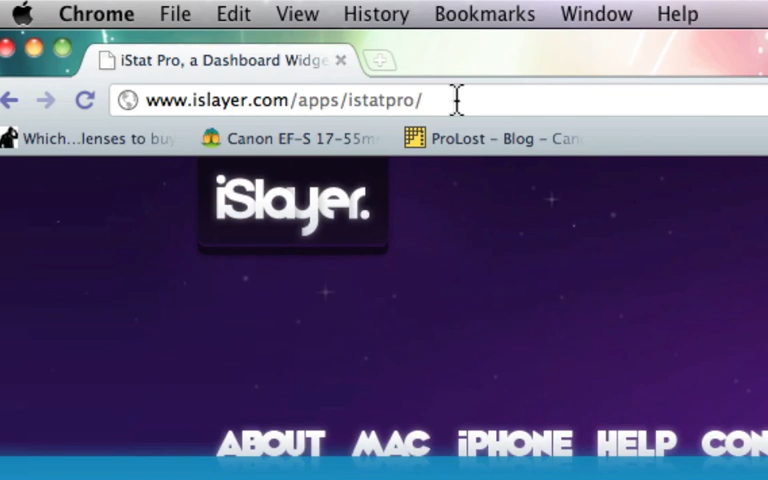 Chrome File Edit View History Bookmarks Window Help
iStat Pro, a Dashboard Widge
www.islayer.com/apps/istatpro/
Which...lenses to bu Canon EF-S 17-55m ProLost - Blog - Can
iSlayer.
ABOUT MAC iPHONE HELP CON